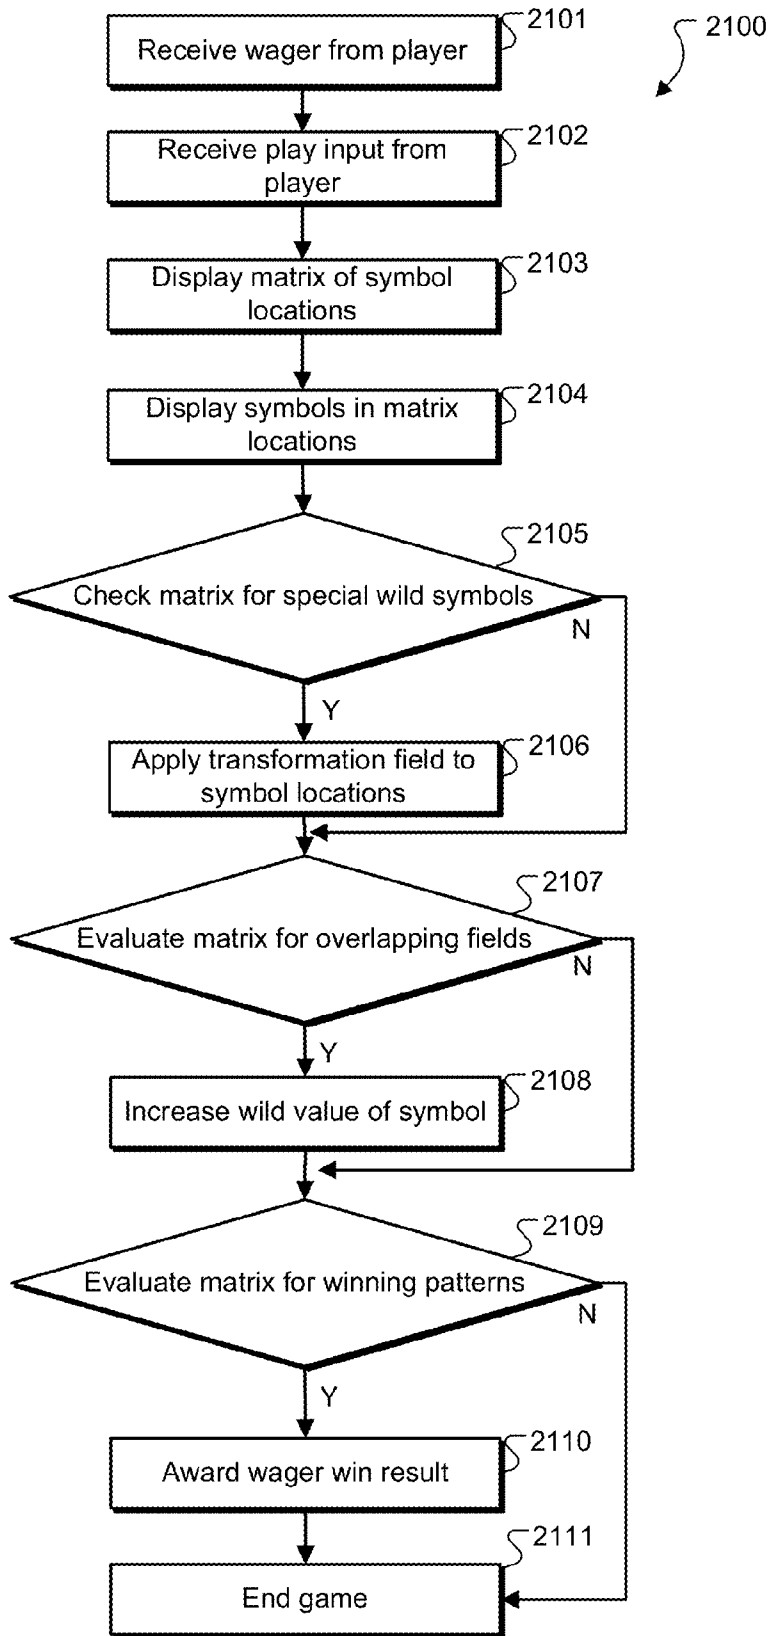 2100
2101
Receive wager from player
2102
Receive play input from
player
2103
Display matrix of symbol
locations
2104
Display symbols in matrix
locations
2105
Check matrix for special wild symbols
N
Y
2106
Apply transformation field to
symbol locations
2107
Evaluate matrix for overlapping fields
N
Y
2108
Increase wild value of symbol
2109
Evaluate matrix for winning patterns
N
Y
2110
Award wager win result
2111
End game